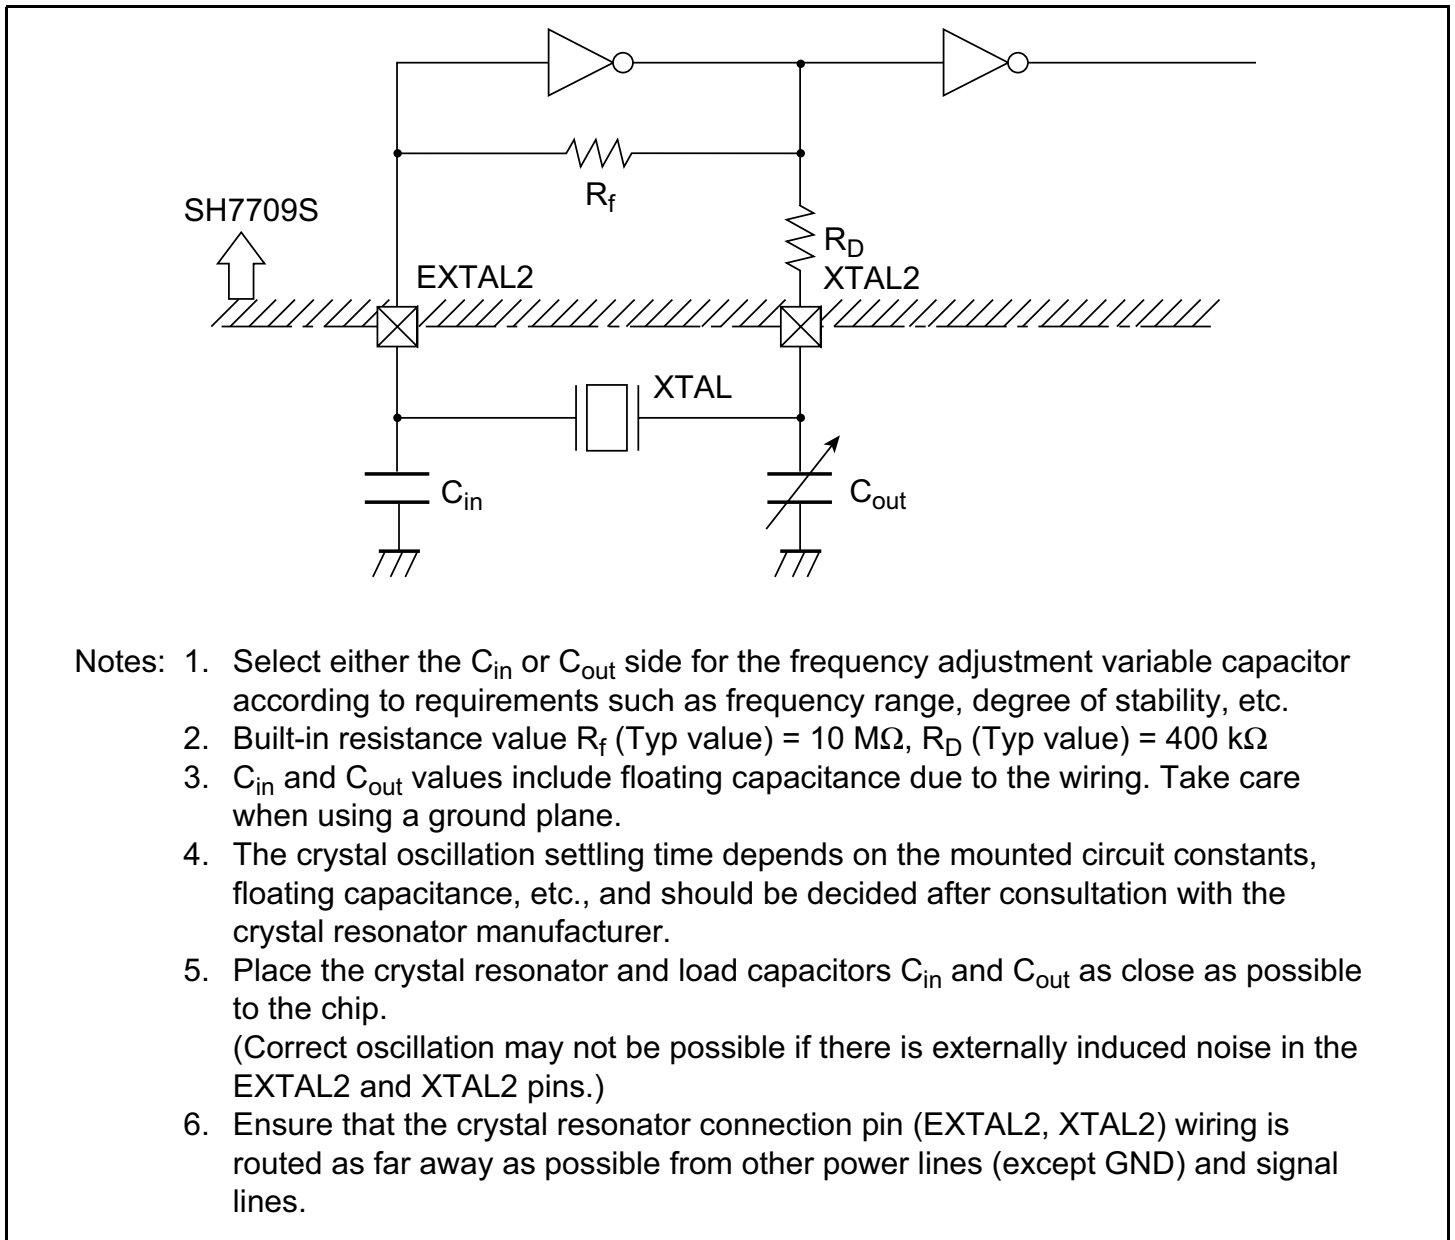 R_f
SH7709S
R_D
EXTAL2
XTAL2
XTAL
C_in
C_out
Notes: 1. Select either the C_in or C_out side for the frequency adjustment variable capacitor
according to requirements such as frequency range, degree of stability, etc.
2. Built-in resistance value R_f (Typ value) = 10 MΩ, R_D (Typ value) = 400 kΩ
3. C_in and C_out values include floating capacitance due to the wiring. Take care
when using a ground plane.
4. The crystal oscillation settling time depends on the mounted circuit constants,
floating capacitance, etc., and should be decided after consultation with the
crystal resonator manufacturer.
5. Place the crystal resonator and load capacitors C_in and C_out as close as possible
to the chip.
(Correct oscillation may not be possible if there is externally induced noise in the
EXTAL2 and XTAL2 pins.)
6. Ensure that the crystal resonator connection pin (EXTAL2, XTAL2) wiring is
routed as far away as possible from other power lines (except GND) and signal
lines.